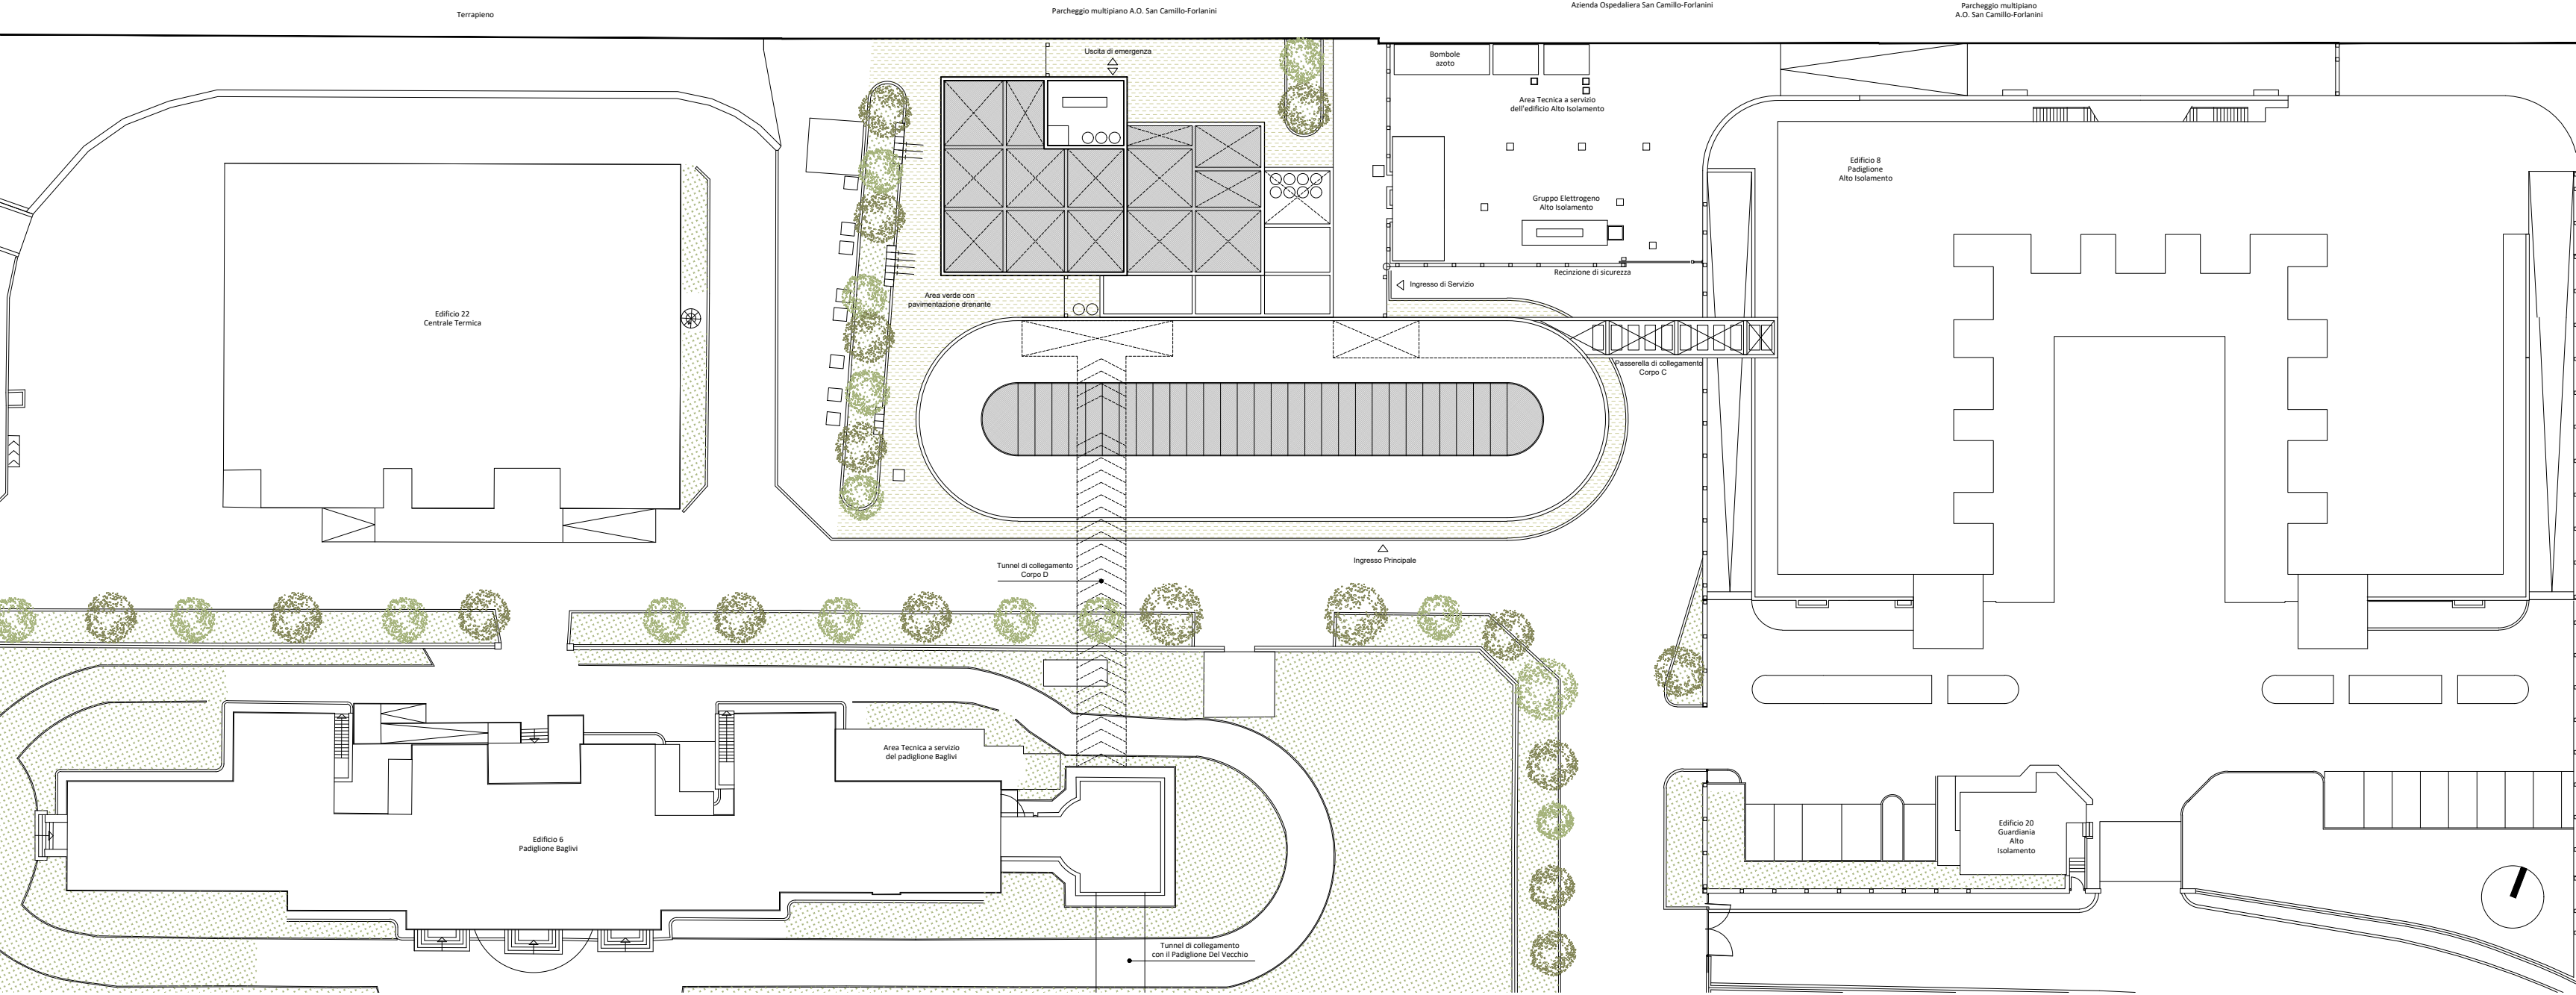 Terrapieno
Parcheggio multipiano A.O. San Camillo-Forlanini
Azienda Ospedaliera San Camillo-Forlanini
Parcheggio multipiano
A.O. San Camillo-Forlanini
Uscita di emergenza
Bombole
azoto
Area Tecnica a servizio
dell'edificio Alto Isolamento
Edificio 8
Padiglione
Alto Isolamento
Gruppo Elettrogeno
Alto Isolamento
Recinzione di sicurezza
Ingresso di Servizio
Area verde con
pavimentazione drenante
Edificio 22
Centrale Termica
Passerella di collegamento
Corpo C
Ingresso Principale
Tunnel di collegamento
Corpo D
Area Tecnica a servizio
del padiglione Baglivi
Edificio 6
Padiglione Baglivi
Edificio 20
Guardiania
Alto
Isolamento
Tunnel di collegamento
con il Padiglione Del Vecchio